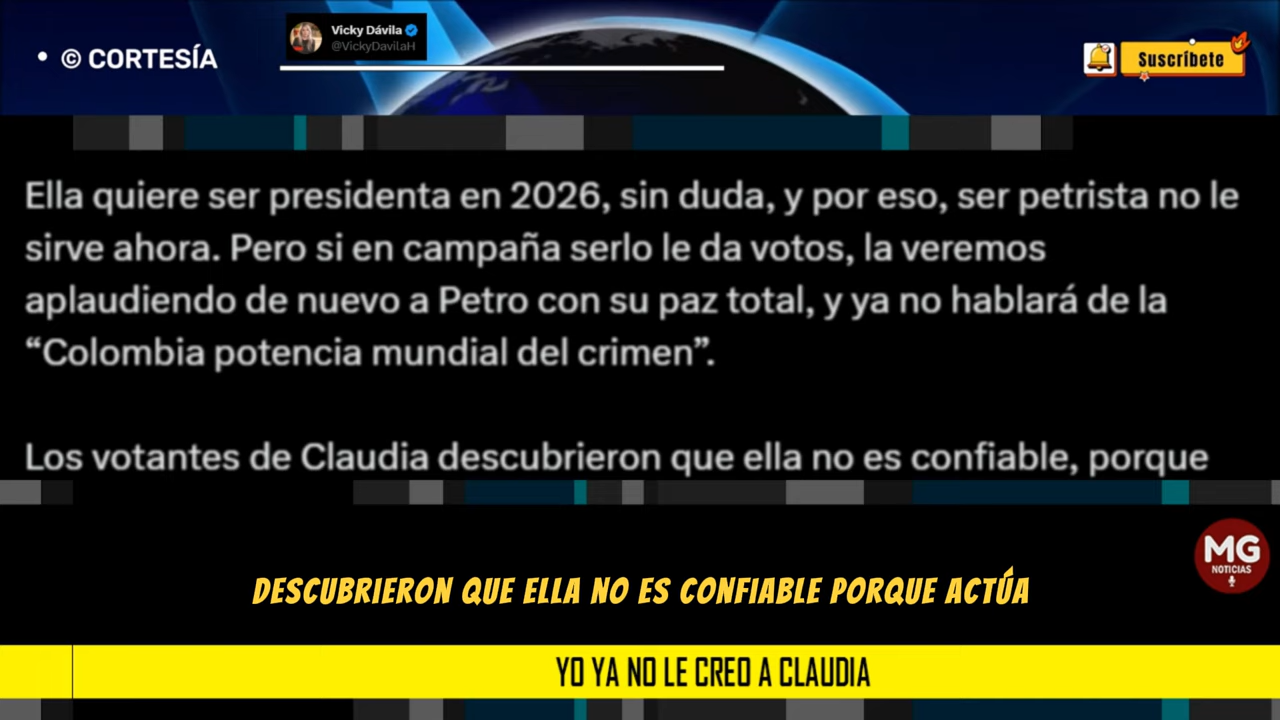 • © CORTESÍA
Vicky Dávila
@VickyDavilaH
Suscríbete
Ella quiere ser presidenta en 2026, sin duda, y por eso, ser petrista no le
sirve ahora. Pero si en campaña serlo le da votos, la veremos
aplaudiendo de nuevo a Petro con su paz total, y ya no hablará de la
“Colombia potencia mundial del crimen”.
Los votantes de Claudia descubrieron que ella no es confiable, porque
MG
NOTICIAS
DESCUBRIERON QUE ELLA NO ES CONFIABLE PORQUE ACTÚA
YO YA NO LE CREO A CLAUDIA